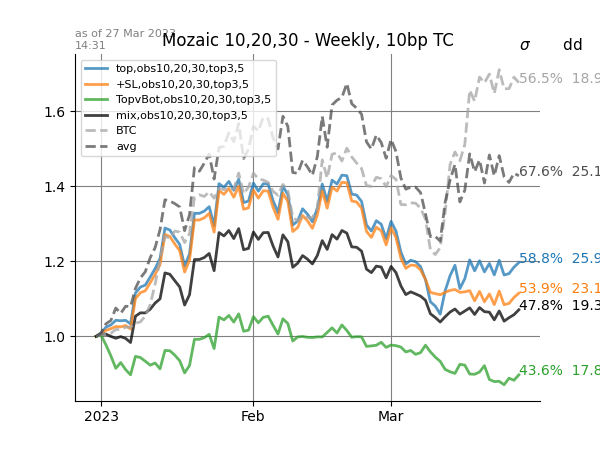 as of 27 Mar 2023
14:31
Mozaic 10,20,30 - Weekly, 10bp TC
σ dd
top,obs10,20,30,top3,5
+SL,obs10,20,30,top3,5
TopvBot,obs10,20,30,top3,5
mix,obs10,20,30,top3,5
BTC
avg
56.5% 18.9
67.6% 25.1
58.8% 25.9
53.9% 23.1
47.8% 19.3
43.6% 17.8
1.6
1.4
1.2
1.0
2023 Feb Mar